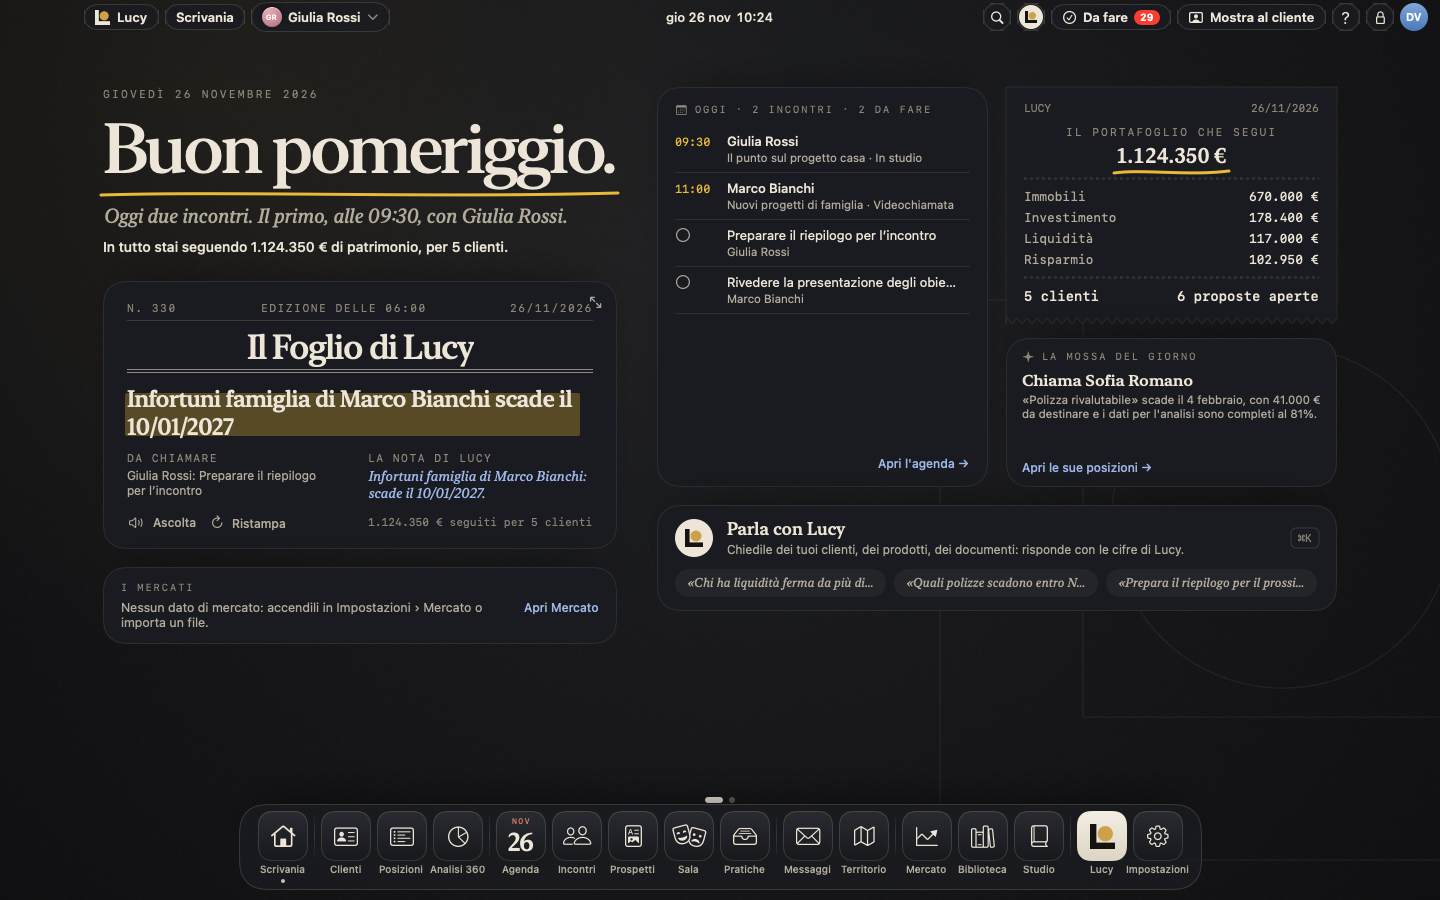 Lucy
Scrivania
GR Giulia Rossi
gio 26 nov 10:24
Da fare 29
Mostra al cliente
?
DV
GIOVEDÌ 26 NOVEMBRE 2026
Buon pomeriggio.
Oggi due incontri. Il primo, alle 09:30, con Giulia Rossi.
In tutto stai seguendo 1.124.350 € di patrimonio, per 5 clienti.
N. 330 EDIZIONE DELLE 06:00 26/11/2026
Il Foglio di Lucy
Infortuni famiglia di Marco Bianchi scade il
10/01/2027
DA CHIAMARE
Giulia Rossi: Preparare il riepilogo
per l'incontro
LA NOTA DI LUCY
Infortuni famiglia di Marco Bianchi:
scade il 10/01/2027.
Ascolta Ristampa
1.124.350 € seguiti per 5 clienti
I MERCATI
Nessun dato di mercato: accendili in Impostazioni › Mercato o
importa un file.
Apri Mercato
OGGI · 2 INCONTRI · 2 DA FARE
09:30 Giulia Rossi
Il punto sul progetto casa · In studio
11:00 Marco Bianchi
Nuovi progetti di famiglia · Videochiamata
Preparare il riepilogo per l'incontro
Giulia Rossi
Rivedere la presentazione degli obie...
Marco Bianchi
Apri l'agenda →
LUCY 26/11/2026
IL PORTAFOGLIO CHE SEGUI
1.124.350 €
Immobili 670.000 €
Investimento 178.400 €
Liquidità 117.000 €
Risparmio 102.950 €
5 clienti 6 proposte aperte
LA MOSSA DEL GIORNO
Chiama Sofia Romano
«Polizza rivalutabile» scade il 4 febbraio, con 41.000 €
da destinare e i dati per l'analisi sono completi al 81%.
Apri le sue posizioni →
Parla con Lucy
Chiedile dei tuoi clienti, dei prodotti, dei documenti: risponde con le cifre di Lucy.
⌘K
«Chi ha liquidità ferma da più di...
«Quali polizze scadono entro N...
«Prepara il riepilogo per il prossi...
NOV
26
Scrivania Clienti Posizioni Analisi 360 Agenda Incontri Prospetti Sala Pratiche Messaggi Territorio Mercato Biblioteca Studio Lucy Impostazioni